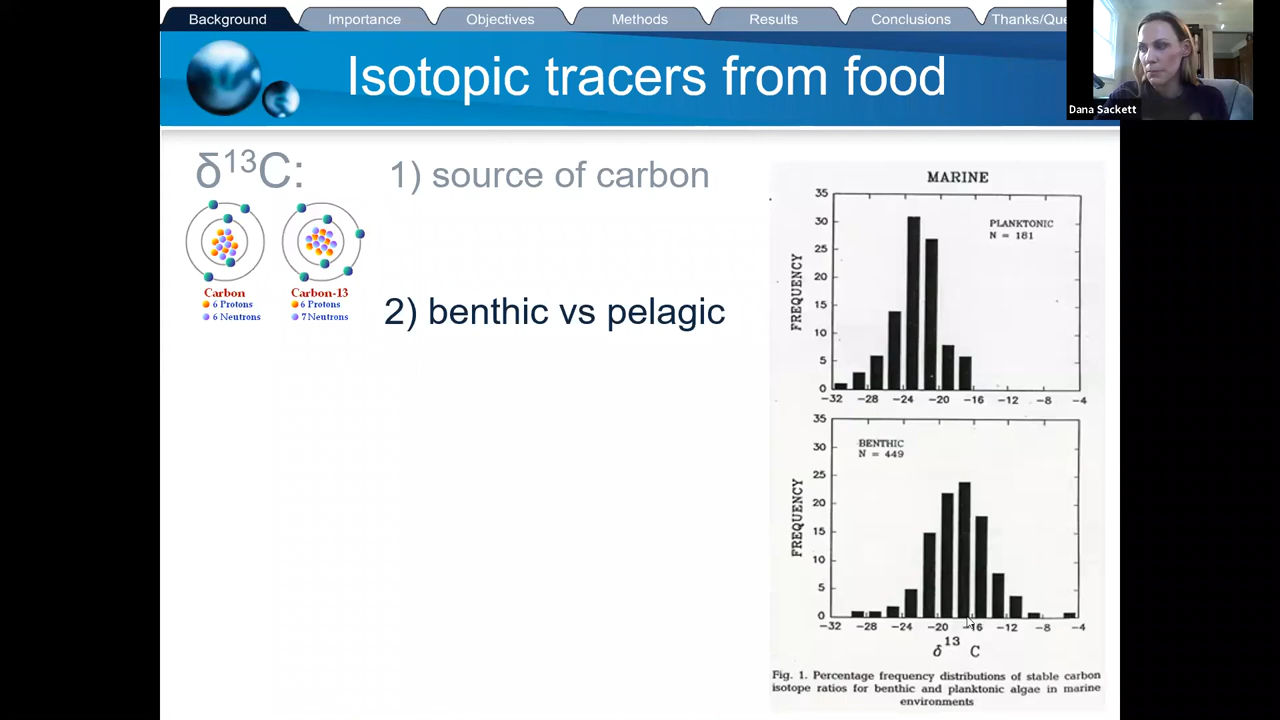 Background
Importance
Objectives
Methods
Results
Conclusions
Thanks/Que
Dana Sackett
Isotopic tracers from food
δ13C:
1) source of carbon
Carbon
6 Protons
6 Neutrons
Carbon-13
6 Protons
7 Neutrons
2) benthic vs pelagic
MARINE
35
30
25
20
15
10
5
0
FREQUENCY
PLANKTONIC
N = 181
-32 -28 -24 -20 -16 -12 -8 -4
35
30
25
20
15
10
5
0
FREQUENCY
BENTHIC
N = 449
-32 -28 -24 -20 -16 -12 -8 -4
δ 13 C
Fig. 1. Percentage frequency distributions of stable carbon
isotope ratios for benthic and planktonic algae in marine
environments